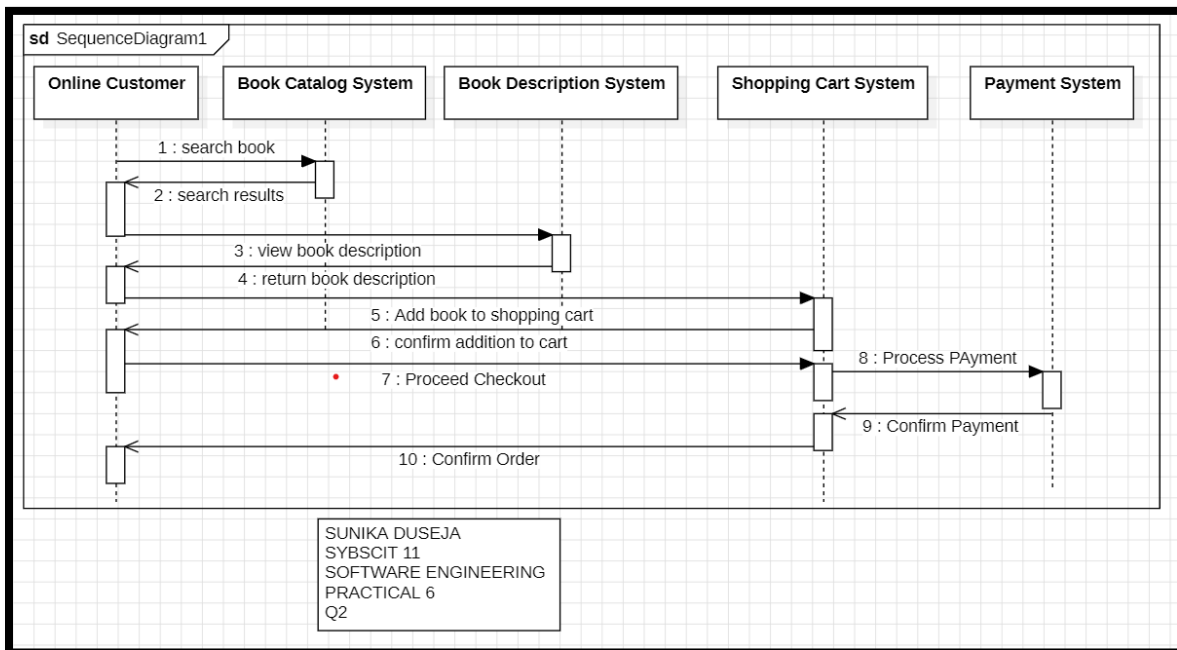 sd SequenceDiagram1
Online Customer
Book Catalog System
Book Description System
Shopping Cart System
Payment System
1 : search book
2 : search results
3 : view book description
4 : return book description
5 : Add book to shopping cart
6 : confirm addition to cart
7 : Proceed Checkout
8 : Process PAyment
9 : Confirm Payment
10 : Confirm Order
SUNIKA DUSEJA
SYBSCIT 11
SOFTWARE ENGINEERING
PRACTICAL 6
Q2